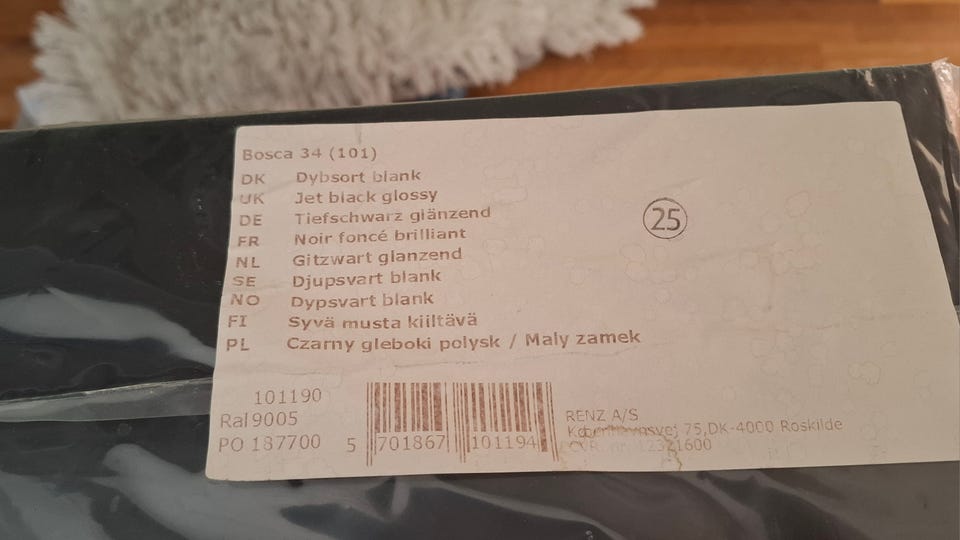 Bosca 34 (101)
DK Dybsort blank
UK Jet black glossy
DE Tiefschwarz glänzend
FR Noir foncé brilliant
NL Gitzwart glanzend
SE Djupsvart blank
NO Dypsvart blank
FI Syvä musta kiiltävä
PL Czarny gleboki polysk / Maly zamek
25
101190
Ral9005
PO 187700
5 701867 101194
RENZ A/S
75,DK-4000 Roskilde